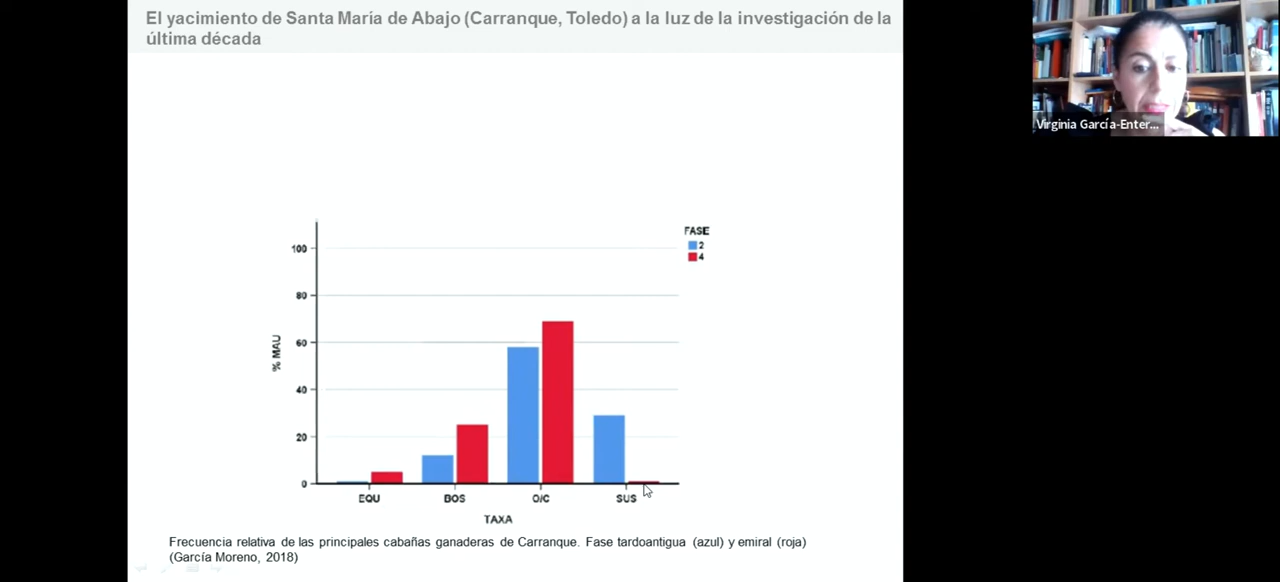 El yacimiento de Santa María de Abajo (Carranque, Toledo) a la luz de la investigación de la
última década
Virginia García-Enter...
FASE
2
4
100
80
60
40
20
0
% MAU
EQU BOS O/C SUS
TAXA
Frecuencia relativa de las principales cabañas ganaderas de Carranque. Fase tardoantigua (azul) y emiral (roja)
(García Moreno, 2018)